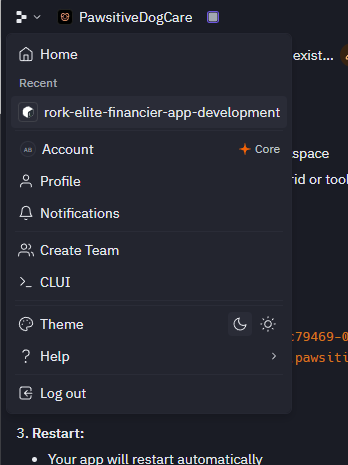 PawsitiveDogCare
Home
exist...
Recent
rork-elite-financier-app-development
AB Account Core
space
Profile
rid or tool
Notifications
Create Team
CLUI
Theme
79469-0
Help
pawsiti
Log out
3. Restart:
Your app will restart automatically